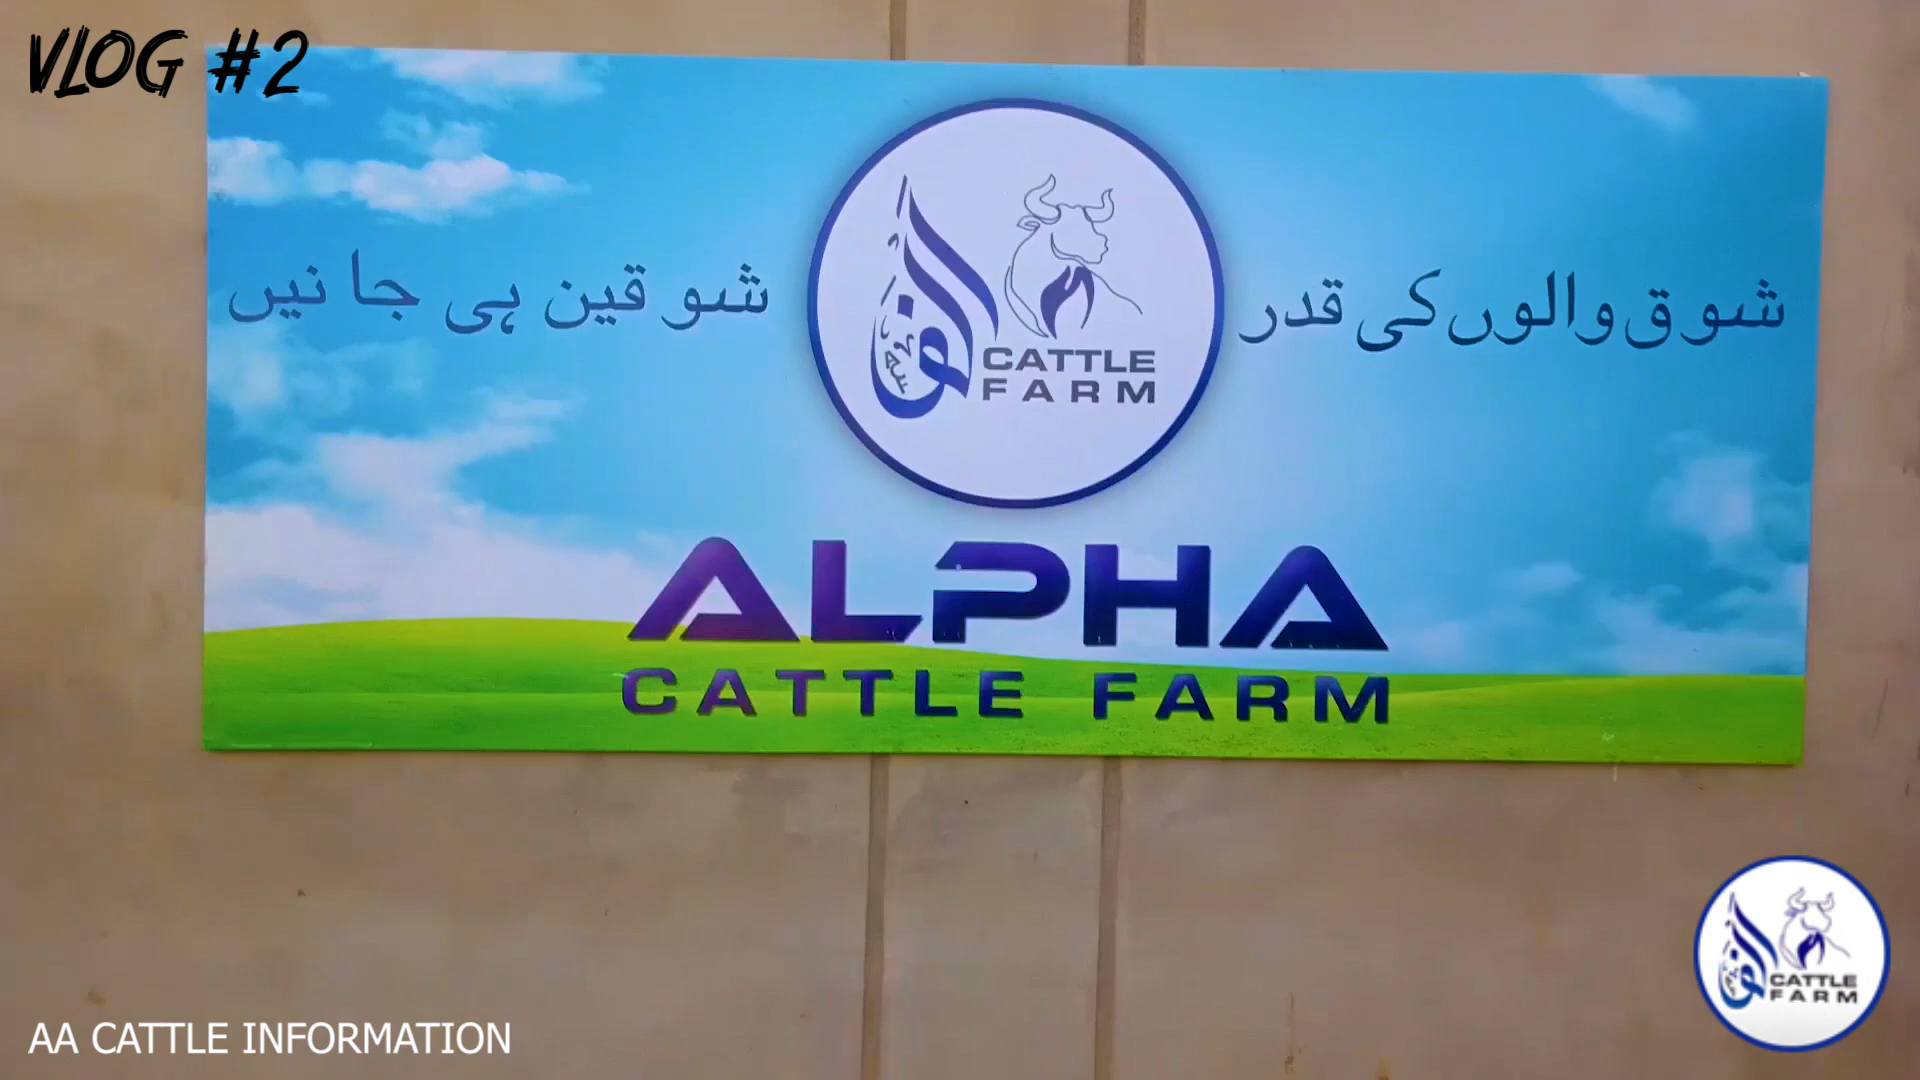 VLOG #2
شوق والوں کی قدر
شوقین ہی جانیں
CATTLE
FARM
ALPHA
CATTLE FARM
AA CATTLE INFORMATION
CATTLE
FARM